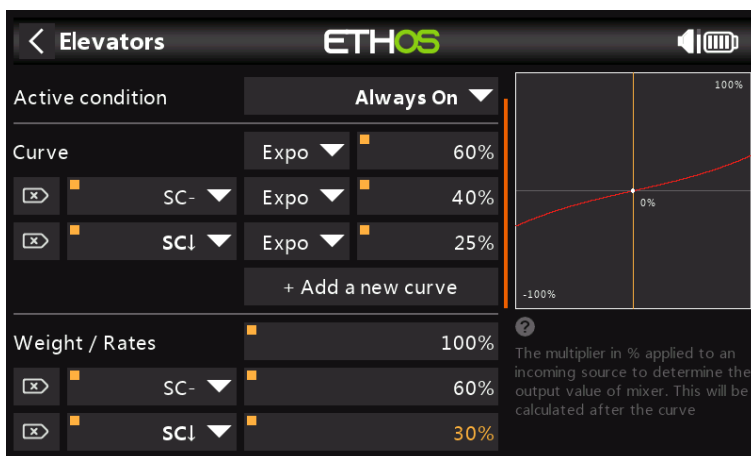 Elevators
ETHOS
Active condition
Always On
100%
Curve
Expo
60%
SC-
Expo
40%
SC↓
Expo
25%
+ Add a new curve
0%
-100%
Weight / Rates
100%
SC-
60%
SC↓
30%
?
The multiplier in % applied to an
incoming source to determine the
output value of mixer. This will be
calculated after the curve